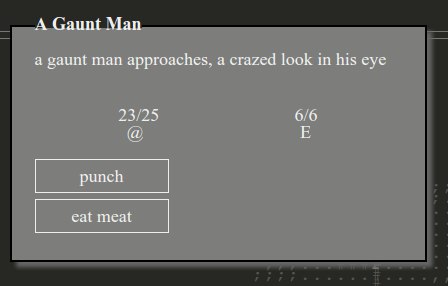 A Gaunt Man
a gaunt man approaches, a crazed look in his eye
23/25 6/6
@ E
punch
eat meat